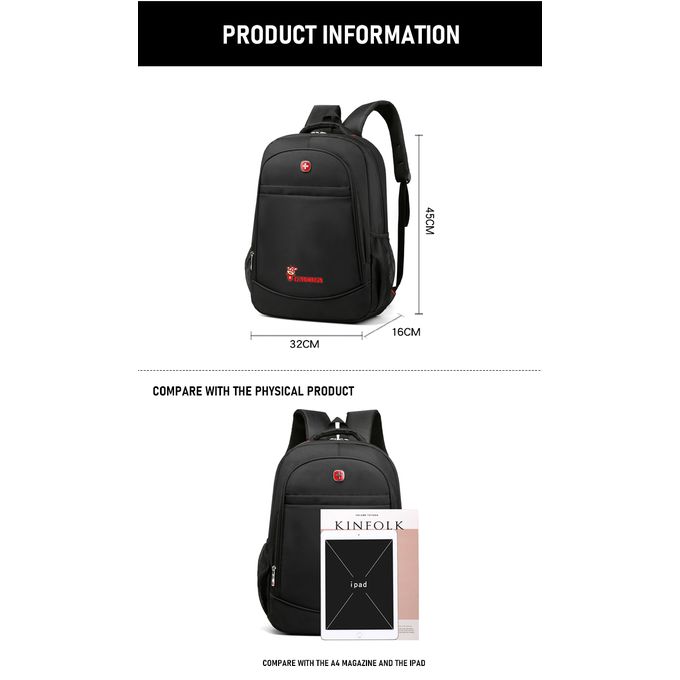 PRODUCT INFORMATION
45CM
16CM
32CM
COMPARE WITH THE PHYSICAL PRODUCT
KINFOLK
ipad
COMPARE WITH THE A4 MAGAZINE AND THE IPAD